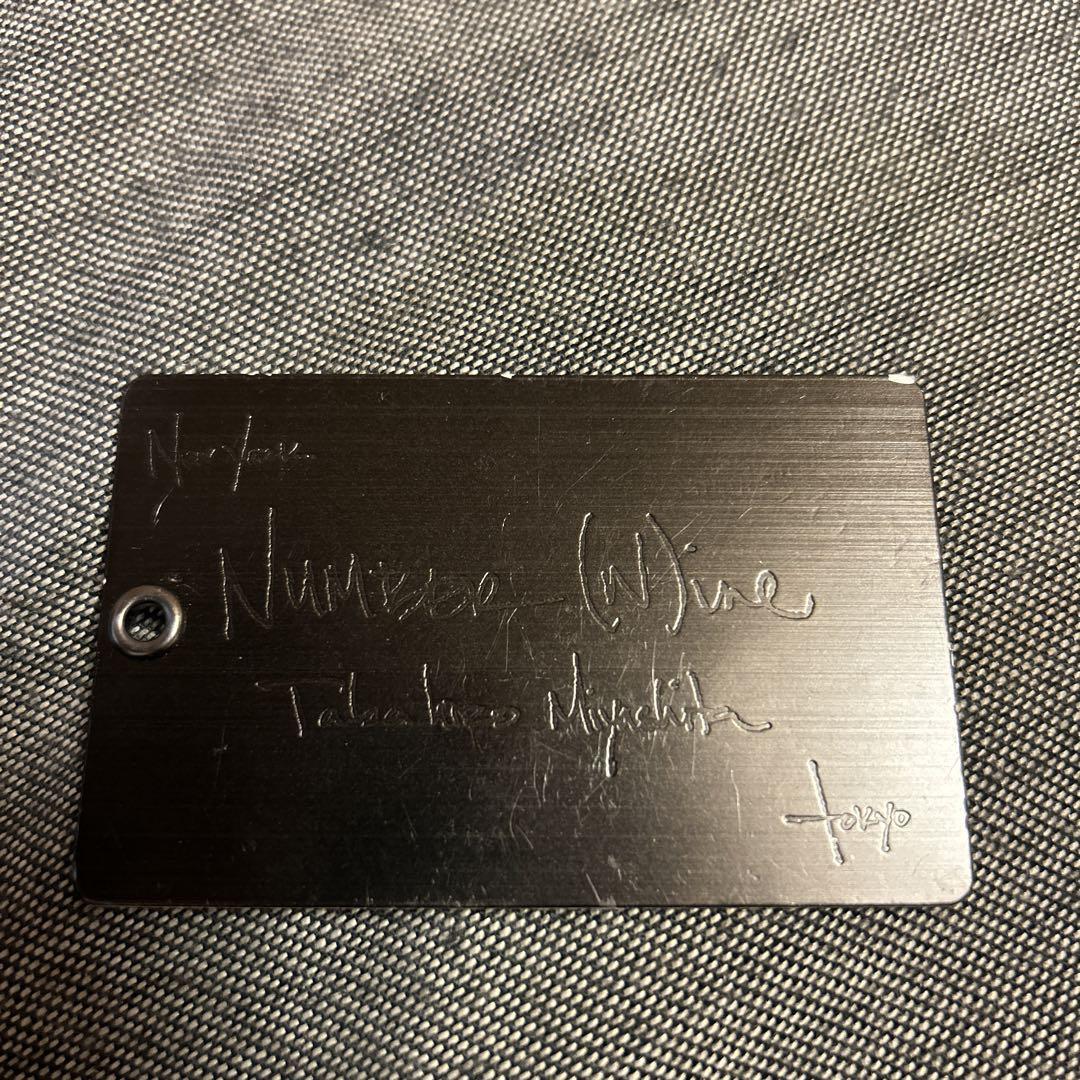 New York
NUMBER (N)ine
Takahiro Miyashita
tokyo